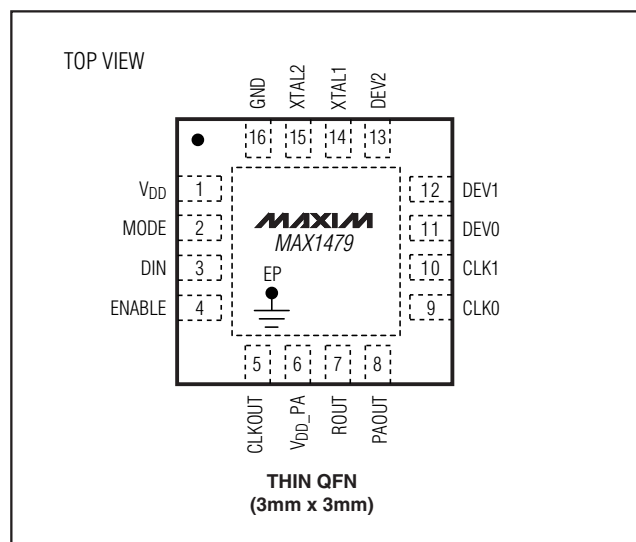 TOP VIEW
GND
XTAL2
XTAL1
DEV2
16 15 14 13
VDD 1
MODE 2
DIN 3
ENABLE 4
MAXIM
MAX1479
EP
12 DEV1
11 DEV0
10 CLK1
9 CLK0
5 6 7 8
CLKOUT
VDD_PA
ROUT
PAOUT
THIN QFN
(3mm x 3mm)